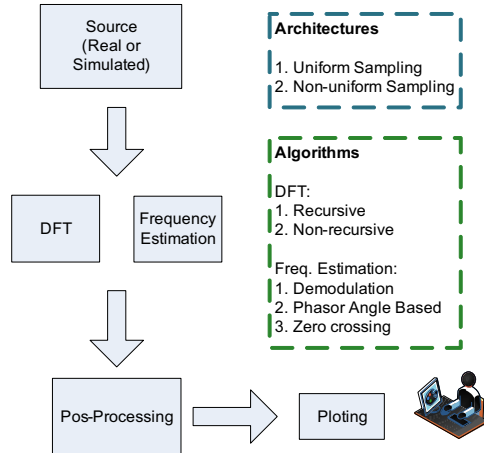 Source
(Real or
Simulated)
Architectures
1. Uniform Sampling
2. Non-uniform Sampling
Algorithms
DFT:
1. Recursive
2. Non-recursive
Freq. Estimation:
1. Demodulation
2. Phasor Angle Based
3. Zero crossing
DFT
Frequency
Estimation
Pos-Processing
Ploting